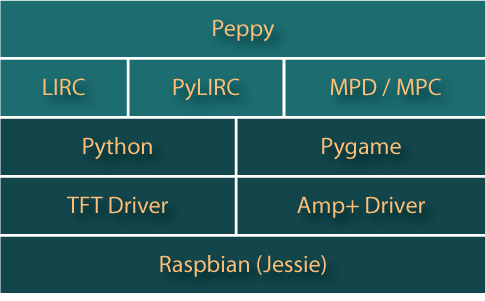 Peppy
LIRC
PyLIRC
MPD / MPC
Python
Pygame
TFT Driver
Amp+ Driver
Raspbian (Jessie)